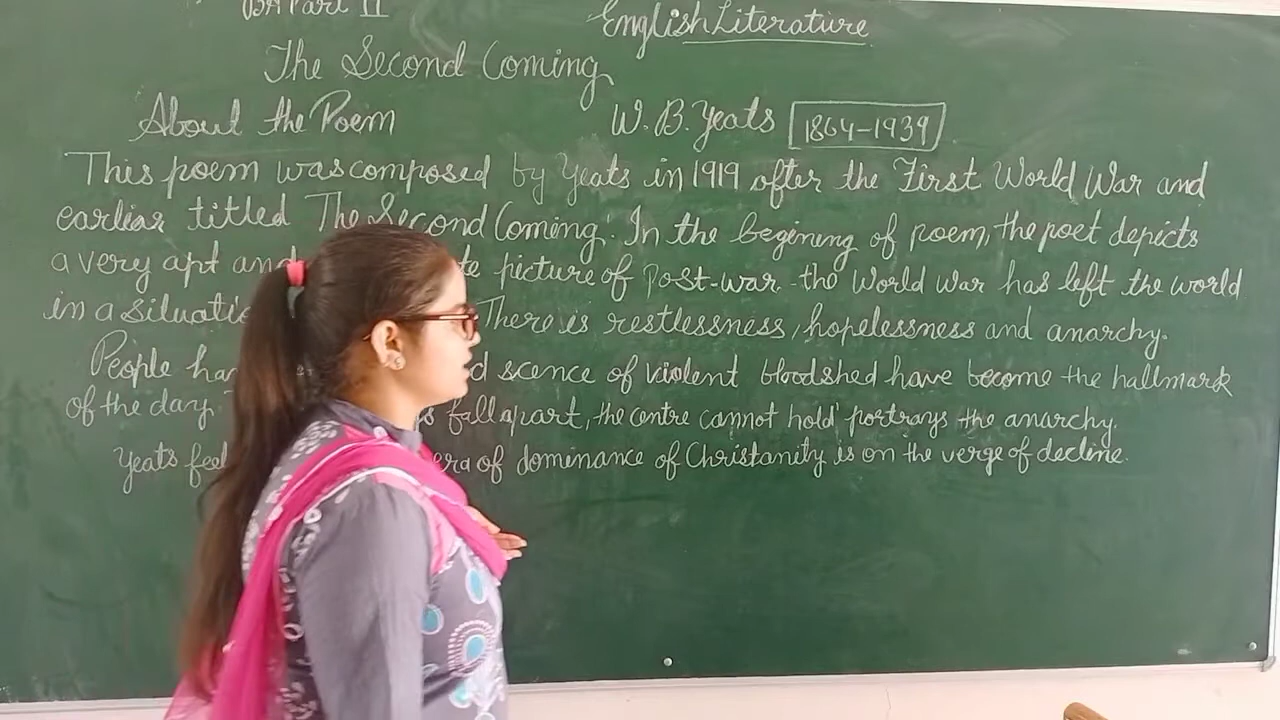 BA Part II
English Literature
The Second Coming
About the Poem
W. B. Yeats 1864-1939
This poem was composed by Yeats in 1919 after the First World War and
earlier titled The Second Coming. In the begining of poem, the poet depicts
a very apt and picture of Post-war - the World War has left the world
in a There is restlessness, hopelessness and anarchy.
People scence of violent bloodshed have become the hallmark
of the day. fall apart, the centre cannot hold' portrays the anarchy.
Yeats era of dominance of Christanity is on the verge of decline.